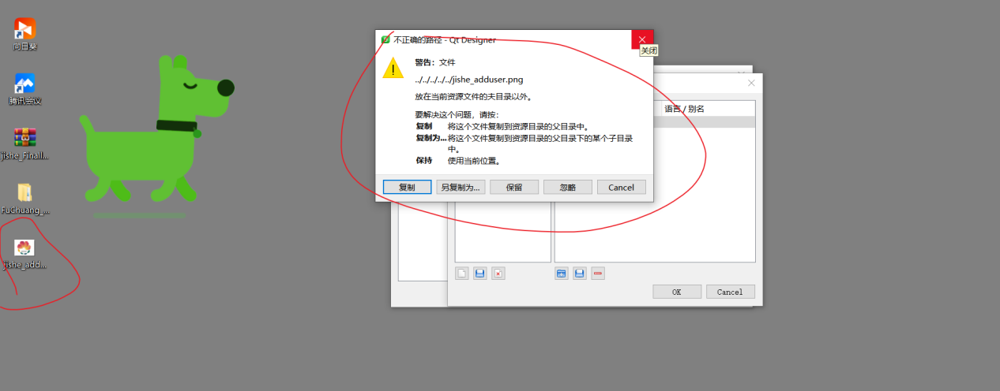 向日葵
腾讯会议
jishe_Finall...
FuChuang_...
jishe_add...
不正确的路径 - Qt Designer
关闭
警告：文件
../../../../../jishe_adduser.png
放在当前资源文件的父目录以外。
要解决这个问题，请按：
复制 将这个文件复制到资源目录的父目录中。
复制为... 将这个文件复制到资源目录的父目录下的某个子目录
中。
保持 使用当前位置。
复制 另复制为... 保留 忽略 Cancel
语言 / 别名
OK Cancel